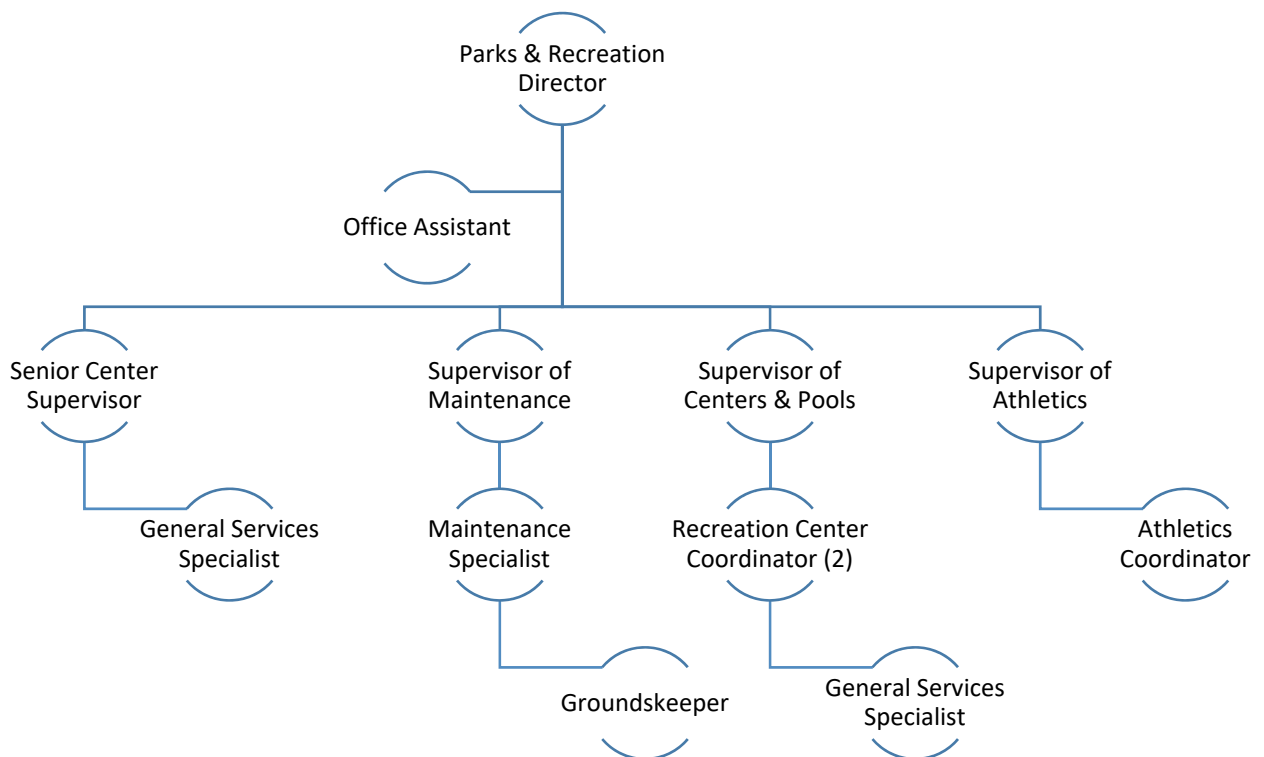 Parks & Recreation
Director
Office Assistant
Senior Center
Supervisor
Supervisor of
Maintenance
Supervisor of
Centers & Pools
Supervisor of
Athletics
General Services
Specialist
Maintenance
Specialist
Recreation Center
Coordinator (2)
Athletics
Coordinator
Groundskeeper
General Services
Specialist